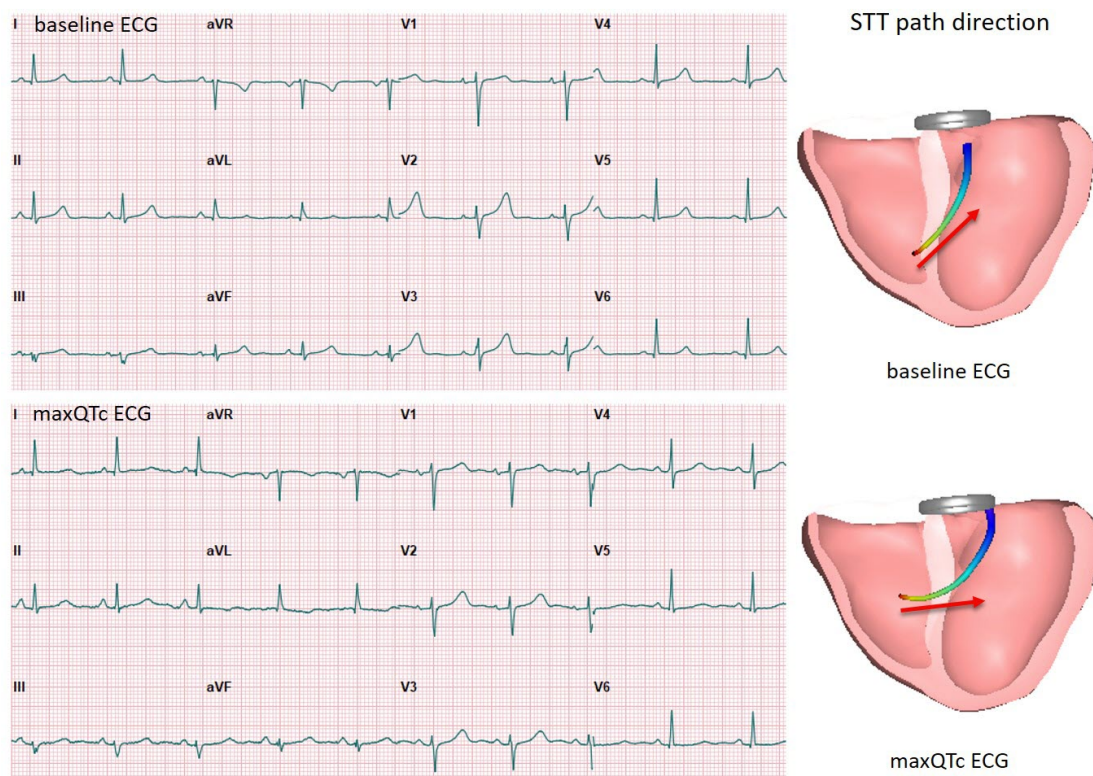 I baseline ECG aVR V1 V4
II aVL V2 V5
III aVF V3 V6
STT path direction
baseline ECG
I maxQTc ECG aVR V1 V4
II aVL V2 V5
III aVF V3 V6
maxQTc ECG